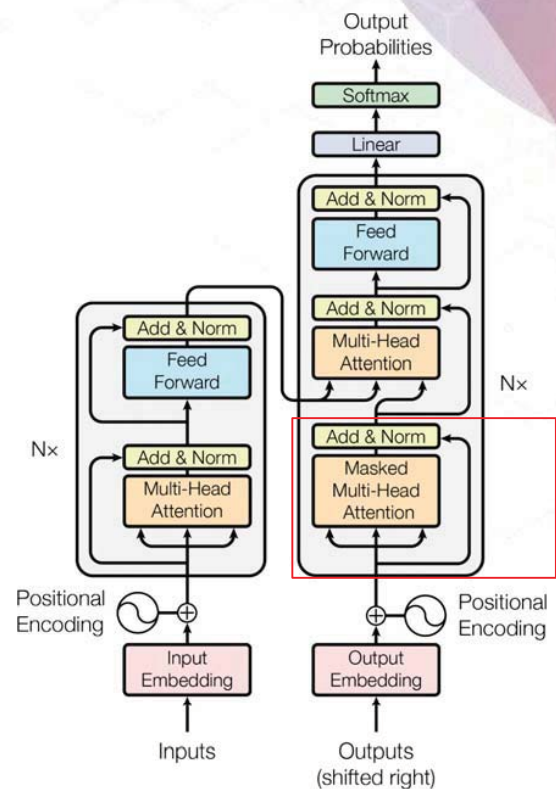 Output
Probabilities
Softmax
Linear
Add & Norm
Feed
Forward
Add & Norm
Multi-Head
Attention
N×
Add & Norm
Masked
Multi-Head
Attention
Add & Norm
Feed
Forward
N×
Add & Norm
Multi-Head
Attention
Positional
Encoding
Positional
Encoding
Input
Embedding
Output
Embedding
Inputs
Outputs
(shifted right)